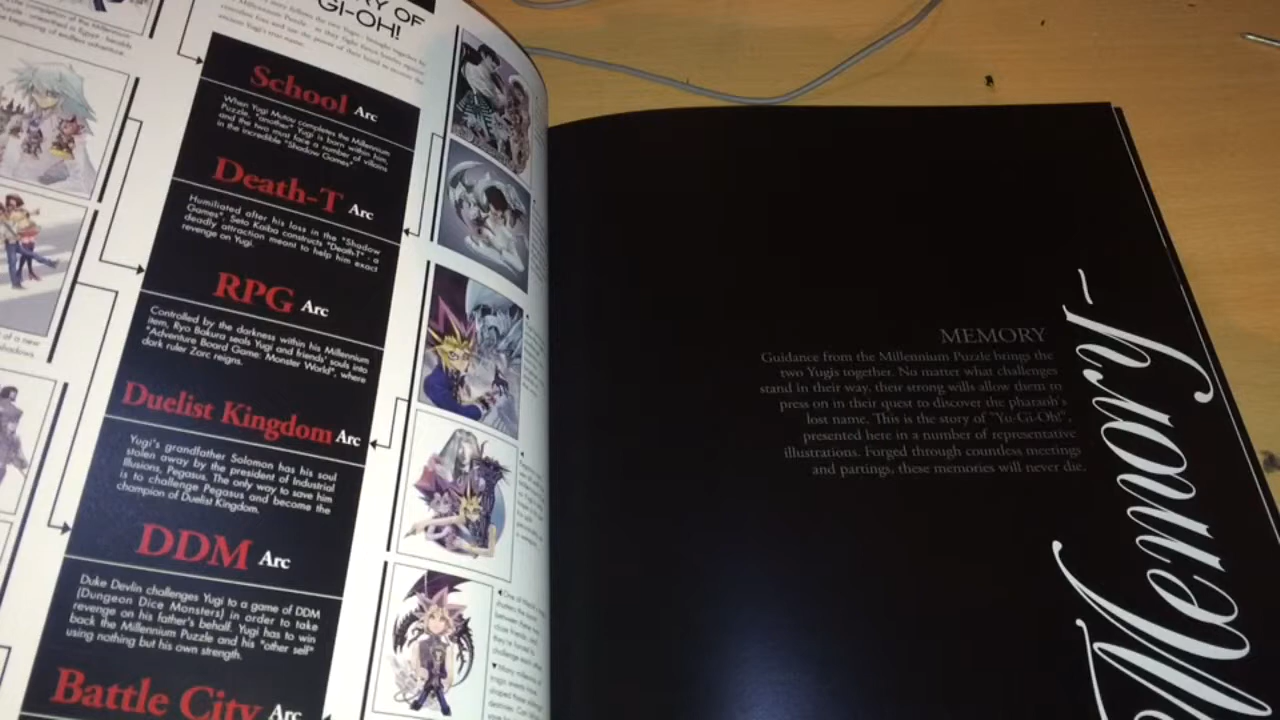 RY OF
GI-OH!
School Arc
When Yugi Mutou completes the Millennium
Puzzle, "another" Yugi is born within him,
and the two must face a number of villains
in the incredible "Shadow Games".
Death-T Arc
Humiliated after his loss in the "Shadow
Games", Seto Kaiba constructs "Death-T" - a
deadly attraction meant to help him exact
revenge on Yugi.
RPG Arc
Controlled by the darkness within his Millennium
item, Ryo Bakura seals Yugi and friends' souls into
"Adventure Board Game: Monster World", where
dark ruler Zorc reigns.
Duelist Kingdom Arc
Yugi's grandfather Solomon has his soul
stolen away by the president of Industrial
Illusions, Pegasus. The only way to save him
is to challenge Pegasus and become the
champion of Duelist Kingdom.
DDM Arc
Duke Devlin challenges Yugi to a game of DDM
(Dungeon Dice Monsters) in order to take
revenge on his father's behalf. Yugi has to win
back the Millennium Puzzle and his "other self"
using nothing but his own strength.
Battle City Arc
MEMORY
Guidance from the Millennium Puzzle brings the
two Yugis together. No matter what challenges
stand in their way, their strong wills allow them to
press on in their quest to discover the pharaoh's
lost name. This is the story of "Yu-Gi-Oh!",
presented here in a number of representative
illustrations. Forged through countless meetings
and partings, these memories will never die.
Memory